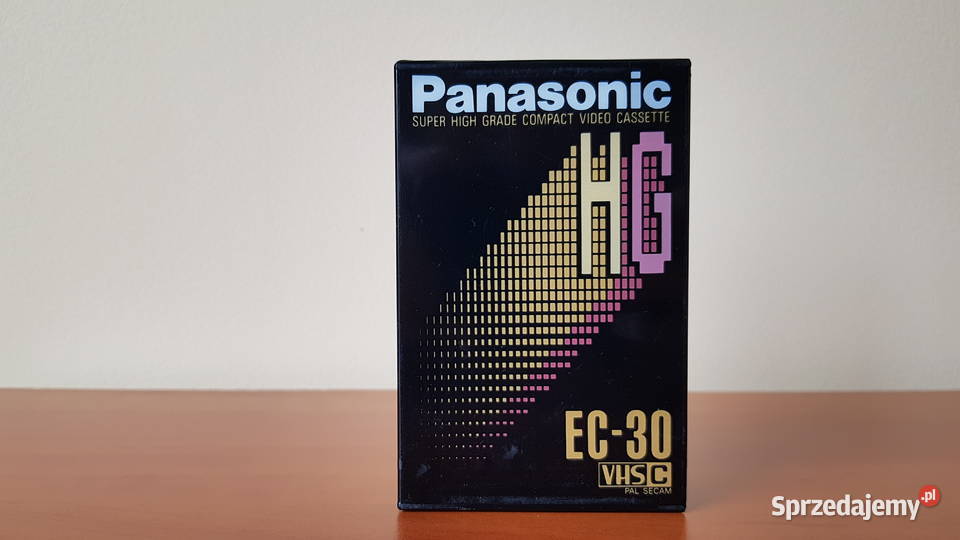 Panasonic
SUPER HIGH GRADE COMPACT VIDEO CASSETTE
HG
EC-30
VHS C
PAL SECAM
Sprzedajemy.pl